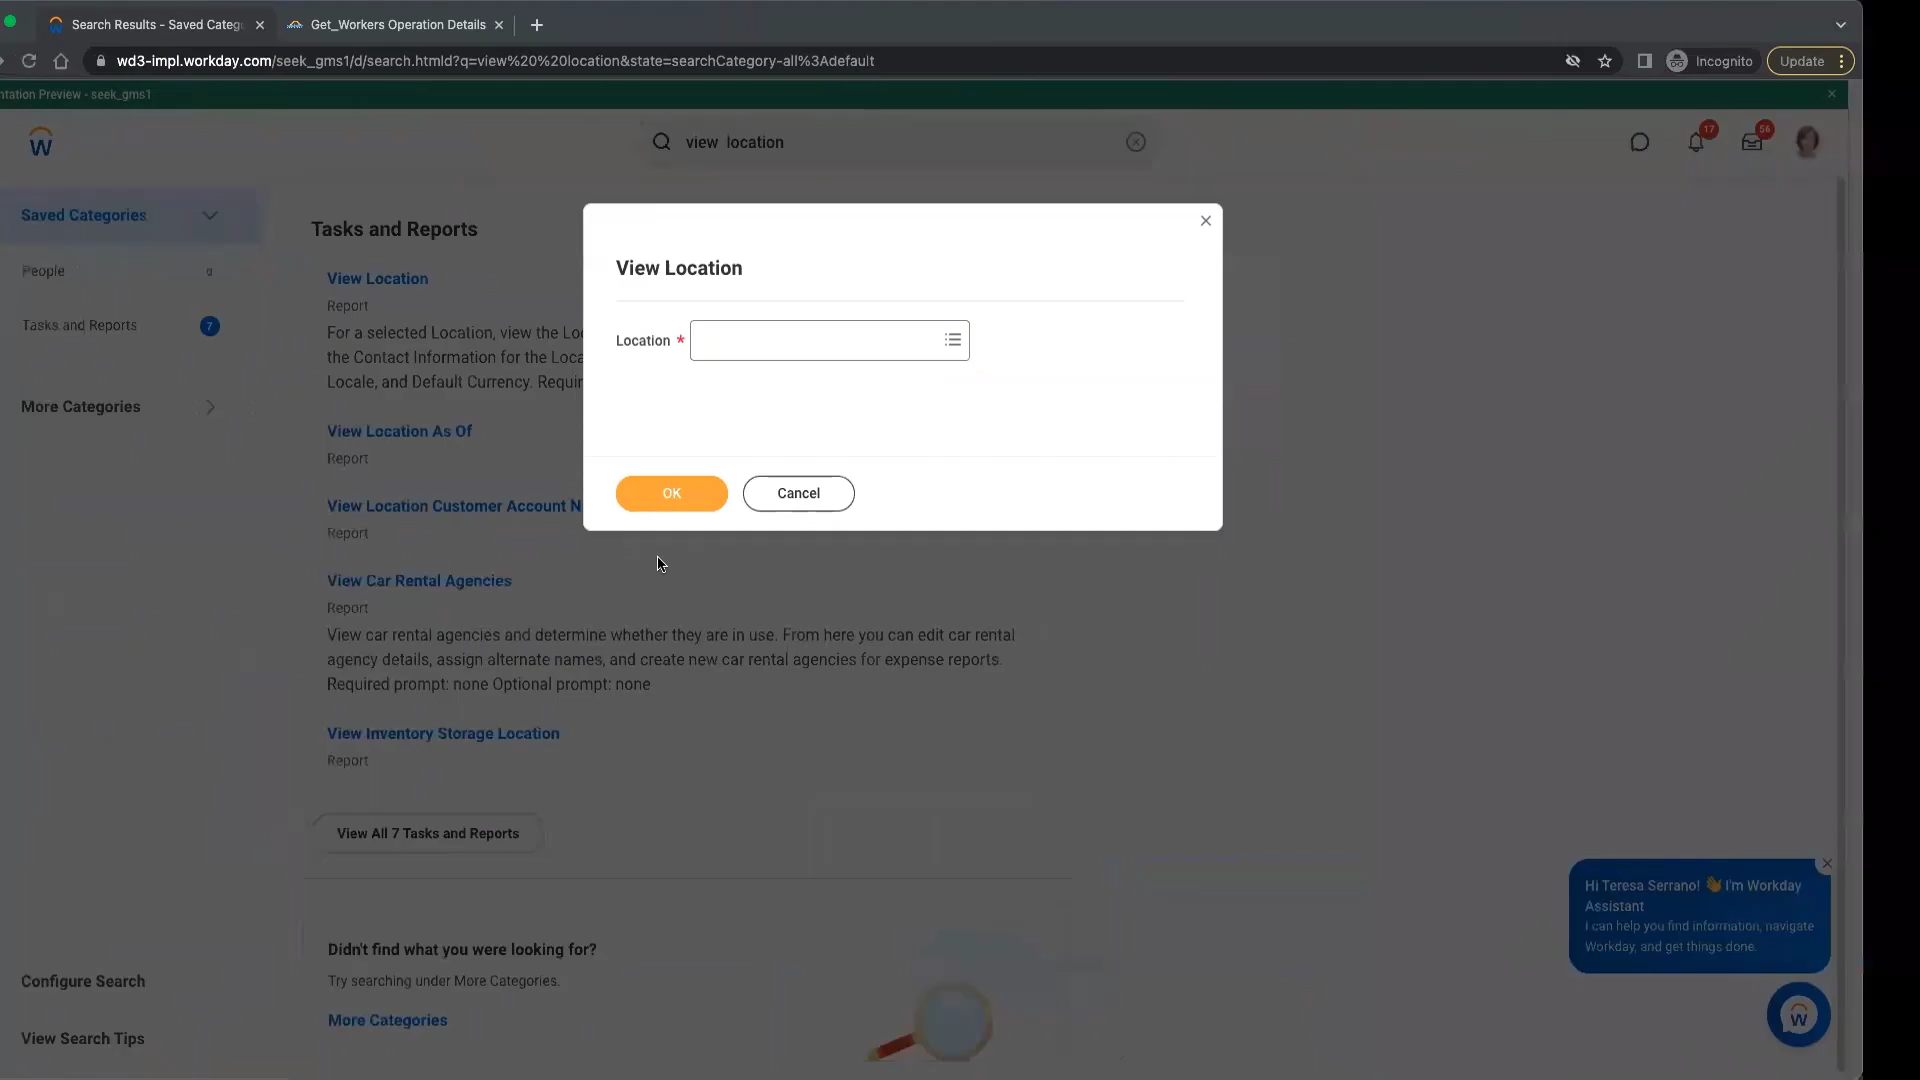 Search Results - Saved Categ
Get_Workers Operation Details
wd3-impl.workday.com/seek_gms1/d/search.htmld?q=view%20%20location&state=searchCategory-all%3Adefault
Incognito
Update
ntation Preview - seek_gms1
view  location
17
56
Saved Categories
People
0
Tasks and Reports
7
More Categories
Configure Search
View Search Tips
Tasks and Reports
View Location
Report
For a selected Location, view the Loc
the Contact Information for the Loca
Locale, and Default Currency. Requir
View Location As Of
Report
View Location Customer Account N
Report
View Car Rental Agencies
Report
View car rental agencies and determine whether they are in use. From here you can edit car rental
agency details, assign alternate names, and create new car rental agencies for expense reports.
Required prompt: none Optional prompt: none
View Inventory Storage Location
Report
View All 7 Tasks and Reports
Didn't find what you were looking for?
Try searching under More Categories.
More Categories
View Location
Location *
OK
Cancel
Hi Teresa Serrano! 👋 I'm Workday
Assistant
I can help you find information, navigate
Workday, and get things done.